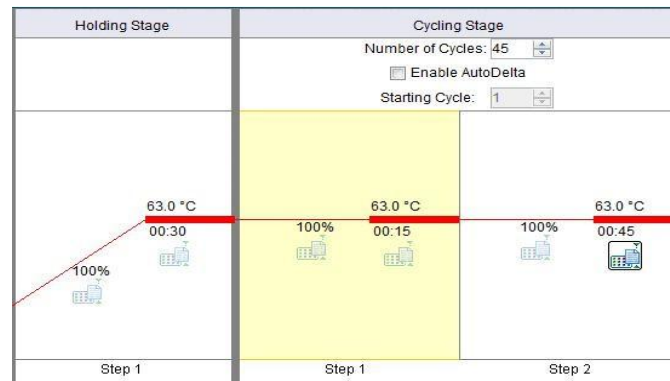 Holding Stage
Cycling Stage
Number of Cycles: 45
Enable AutoDelta
Starting Cycle: 1
63.0 °C
00:30
100%
63.0 °C
100%
00:15
63.0 °C
100%
00:45
Step 1
Step 1
Step 2